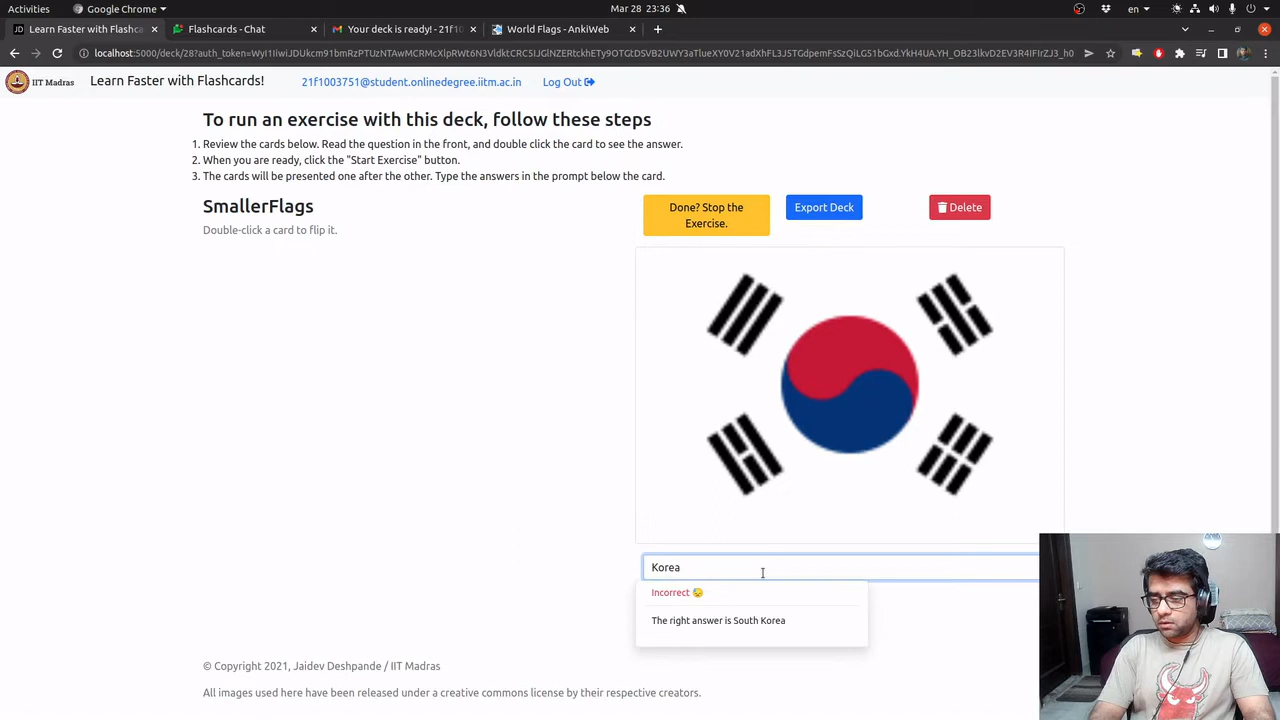 Activities
Google Chrome
Mar 28 23:36
en
Learn Faster with Flashca
Flashcards - Chat
Your deck is ready! - 21f10
World Flags - AnkiWeb
IIT Madras
Learn Faster with Flashcards!
21f1003751@student.onlinedegree.iitm.ac.in
Log Out
To run an exercise with this deck, follow these steps
1. Review the cards below. Read the question in the front, and double click the card to see the answer.
2. When you are ready, click the "Start Exercise" button.
3. The cards will be presented one after the other. Type the answers in the prompt below the card.
SmallerFlags
Done? Stop the
Exercise.
Export Deck
Delete
Double-click a card to flip it.
Korea
Incorrect 😓
The right answer is South Korea
© Copyright 2021, Jaidev Deshpande / IIT Madras
All images used here have been released under a creative commons license by their respective creators.